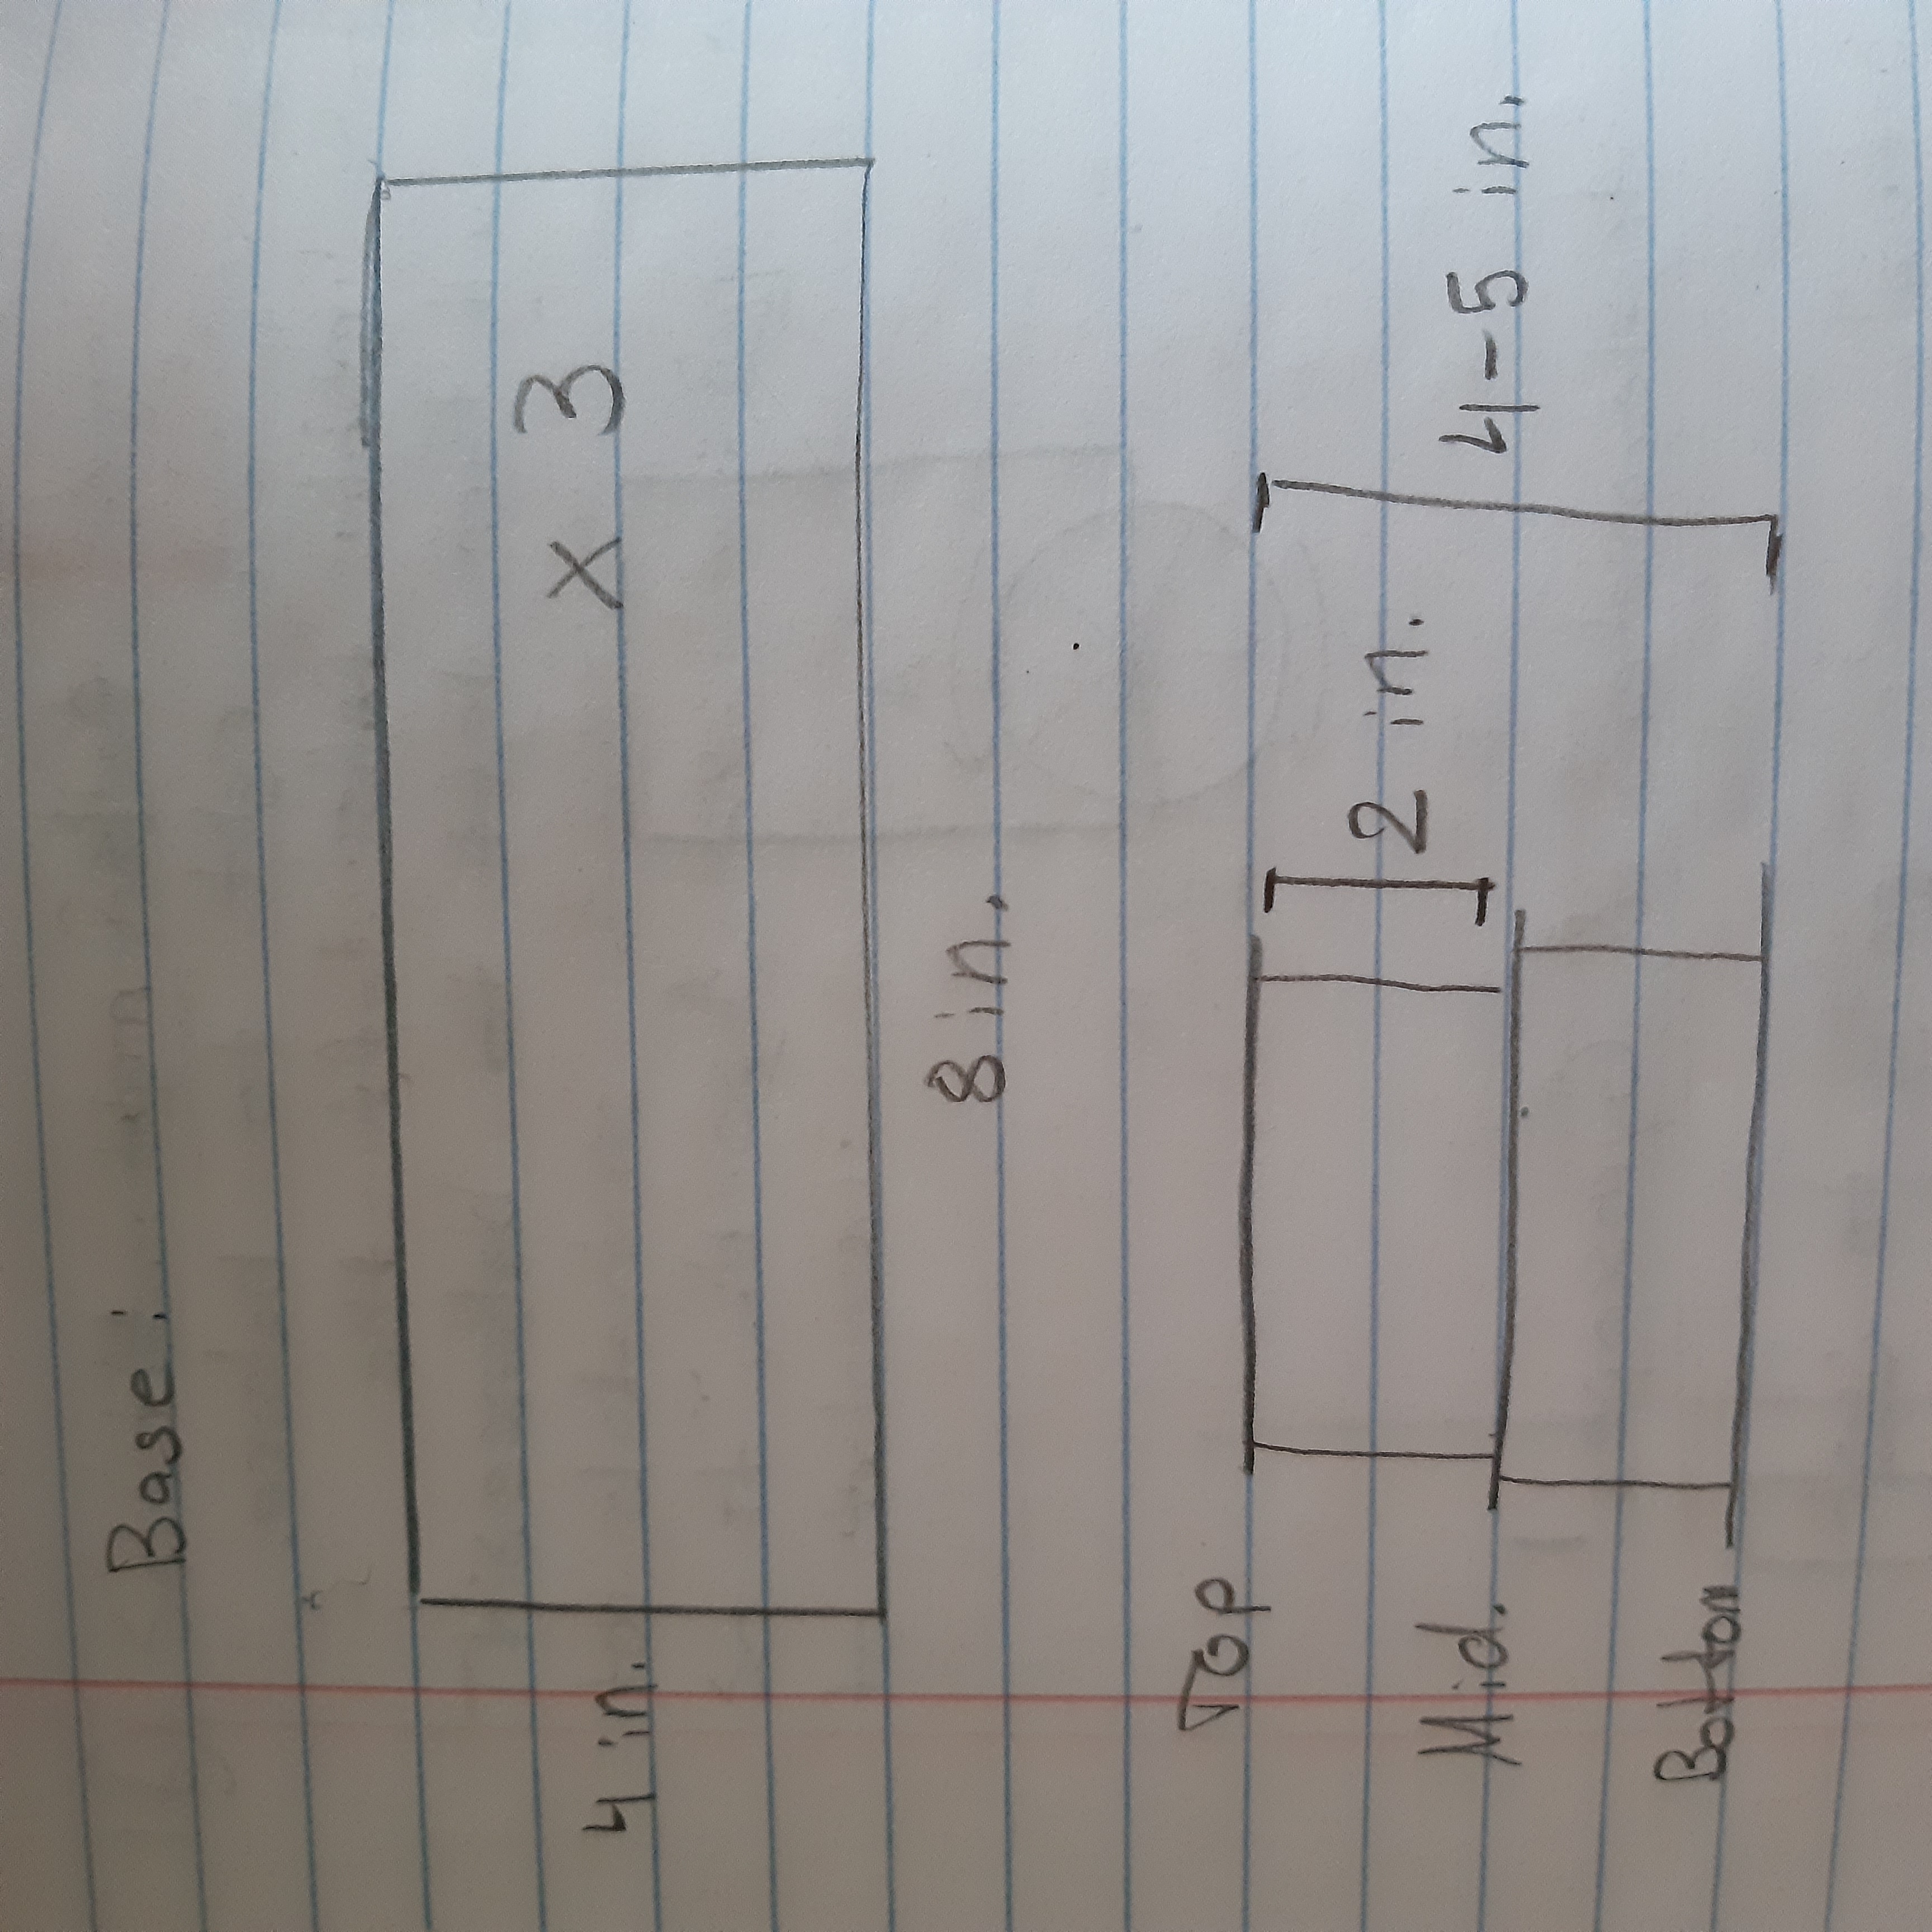 Base:
x 3
4 in.
8 in.
Top
2 in.
Mid.
4-5 in.
Bottom